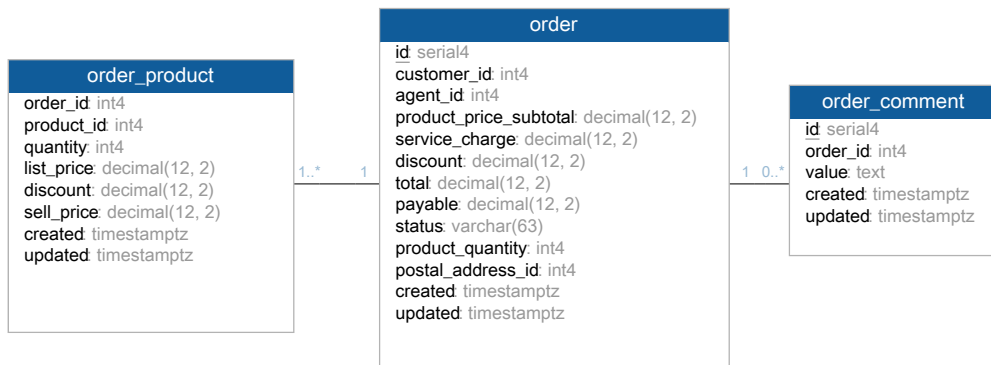 order_product
order_id: int4
product_id: int4
quantity: int4
list_price: decimal(12, 2)
discount: decimal(12, 2)
sell_price: decimal(12, 2)
created: timestamptz
updated: timestamptz
1..*
1
order
id: serial4
customer_id: int4
agent_id: int4
product_price_subtotal: decimal(12, 2)
service_charge: decimal(12, 2)
discount: decimal(12, 2)
total: decimal(12, 2)
payable: decimal(12, 2)
status: varchar(63)
product_quantity: int4
postal_address_id: int4
created: timestamptz
updated: timestamptz
1
0..*
order_comment
id: serial4
order_id: int4
value: text
created: timestamptz
updated: timestamptz